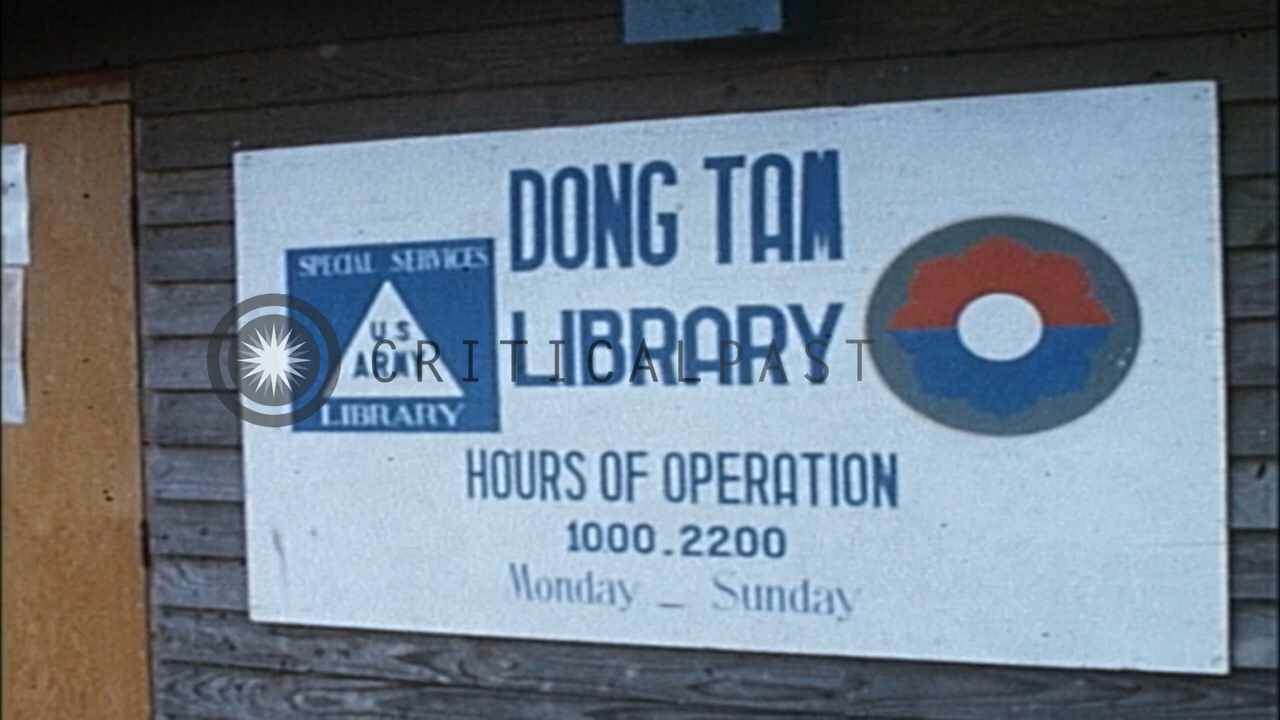 DONG TAM
LIBRARY
SPECIAL SERVICES
U S
ARMY
LIBRARY
CRITICALPAST
HOURS OF OPERATION
1000-2200
Monday - Sunday